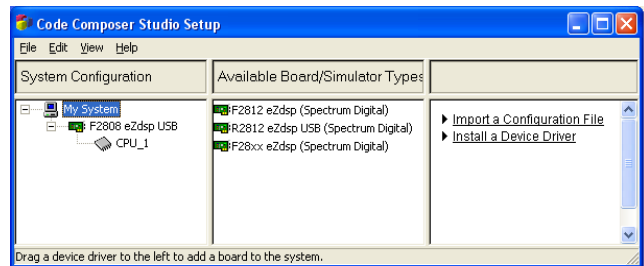 Code Composer Studio Setup
File Edit View Help
System Configuration
Available Board/Simulator Types
My System
F2808 eZdsp USB
CPU_1
F2812 eZdsp (Spectrum Digital)
R2812 eZdsp USB (Spectrum Digital)
F28xx eZdsp (Spectrum Digital)
Import a Configuration File
Install a Device Driver
Drag a device driver to the left to add a board to the system.